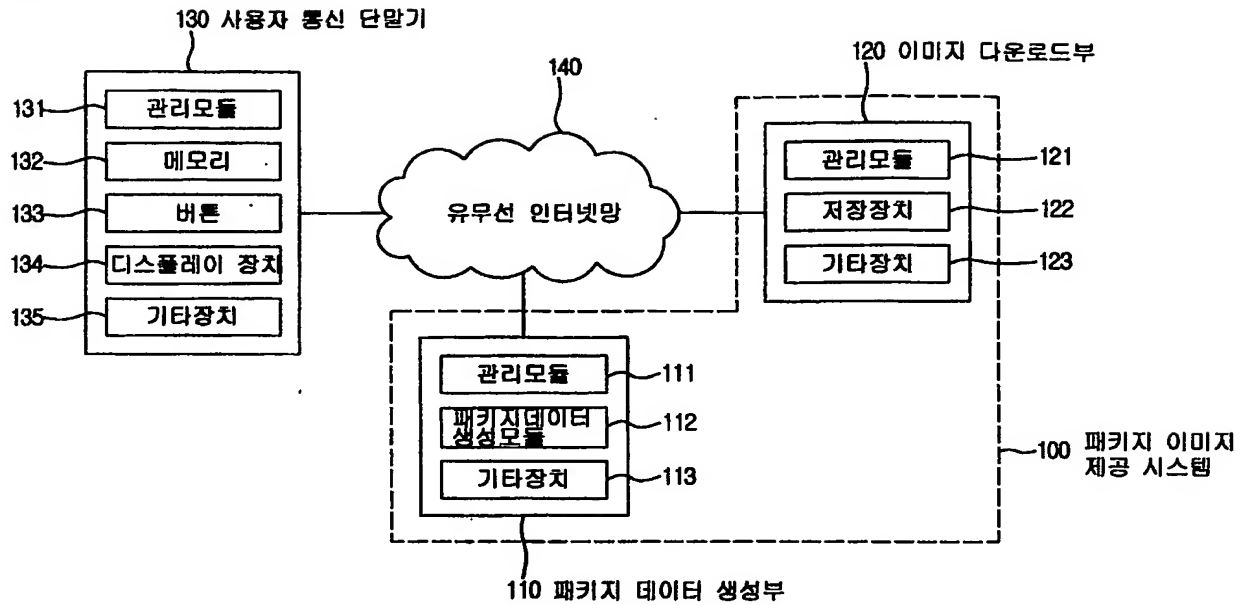 130 사용자 통신 단말기
131 관리모듈
132 메모리
133 버튼
134 디스플레이 장치
135 기타장치
140
유무선 인터넷망
120 이미지 다운로드부
관리모듈 121
저장장치 122
기타장치 123
관리모듈 111
패키지데이터
생성모듈 112
기타장치 113
100 패키지 이미지
제공 시스템
110 패키지 데이터 생성부